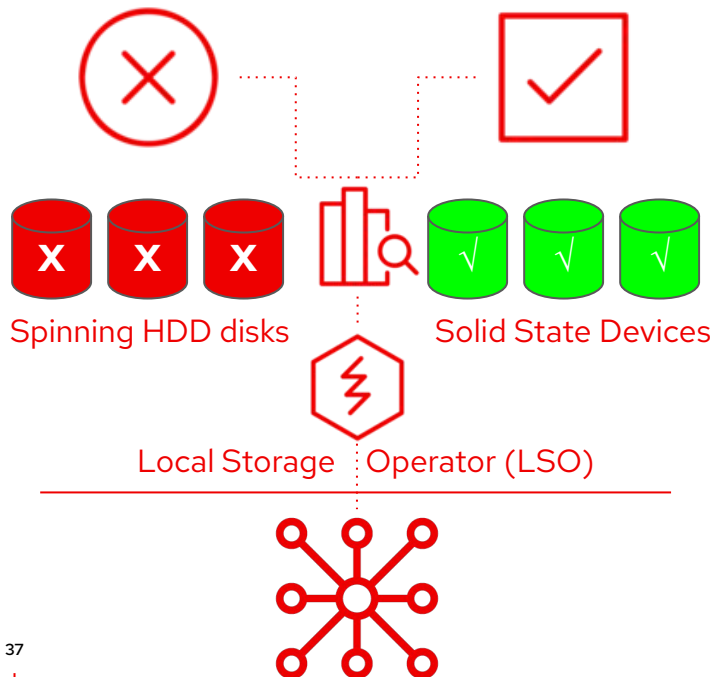 X X X √ √ √
Spinning HDD disks
Solid State Devices
Local Storage Operator (LSO)
37